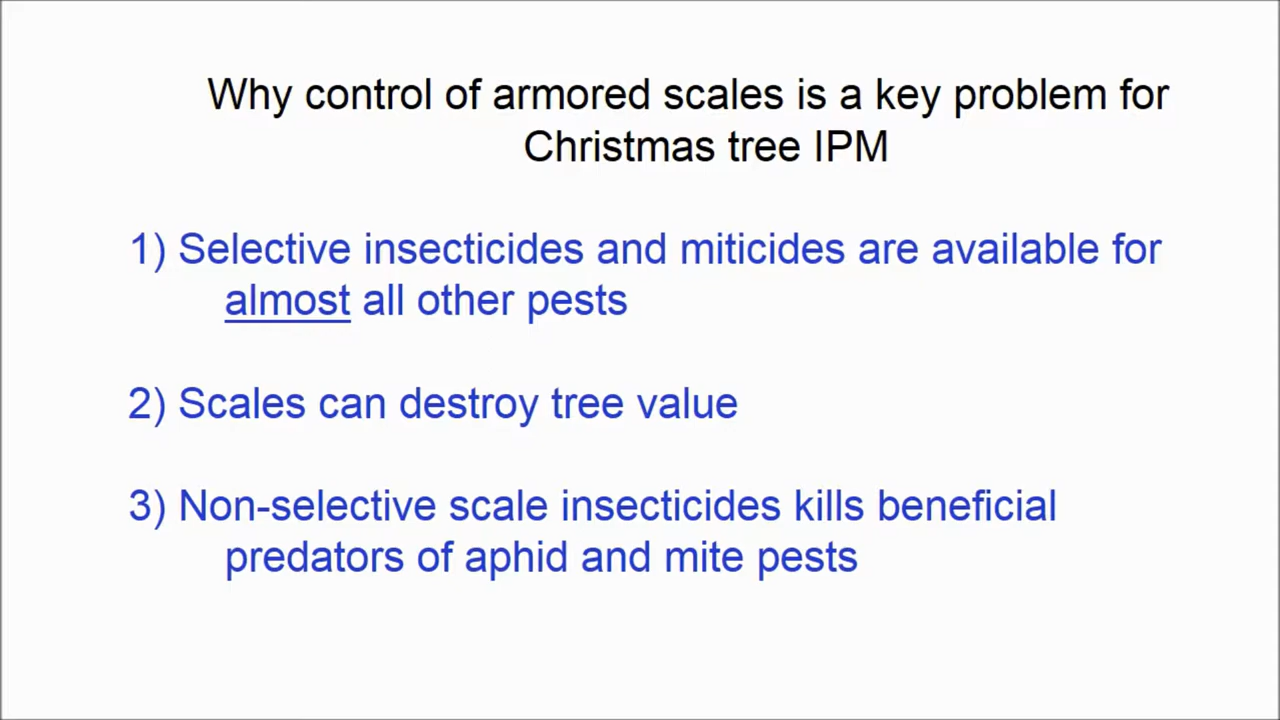 Why control of armored scales is a key problem for
Christmas tree IPM
1) Selective insecticides and miticides are available for
almost all other pests
2) Scales can destroy tree value
3) Non-selective scale insecticides kills beneficial
predators of aphid and mite pests